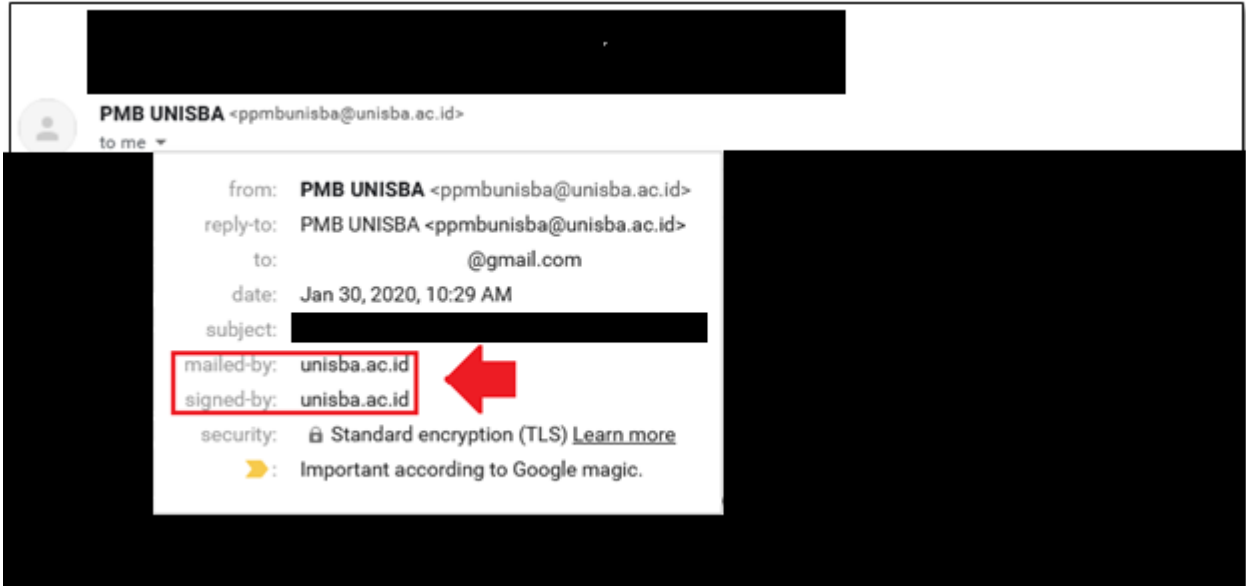 PMB UNISBA <ppmbunisba@unisba.ac.id>
to me
from: PMB UNISBA <ppmbunisba@unisba.ac.id>
reply-to: PMB UNISBA <ppmbunisba@unisba.ac.id>
to: @gmail.com
date: Jan 30, 2020, 10:29 AM
subject:
mailed-by: unisba.ac.id
signed-by: unisba.ac.id
security: Standard encryption (TLS) Learn more
: Important according to Google magic.